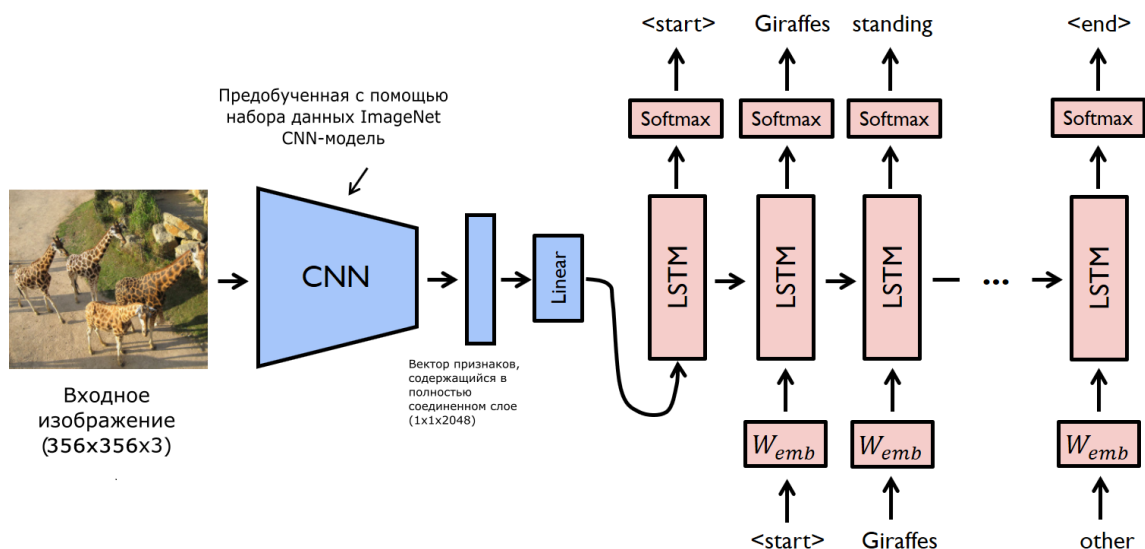 <start> Giraffes standing <end>
Предобученная с помощью
набора данных ImageNet
CNN-модель
Softmax Softmax Softmax Softmax
CNN
Linear
LSTM LSTM LSTM ... LSTM
Вектор признаков,
содержащийся в
полностью
соединенном слое
(1x1x2048)
Входное
изображение
(356x356x3)
W_emb W_emb W_emb
<start> Giraffes other